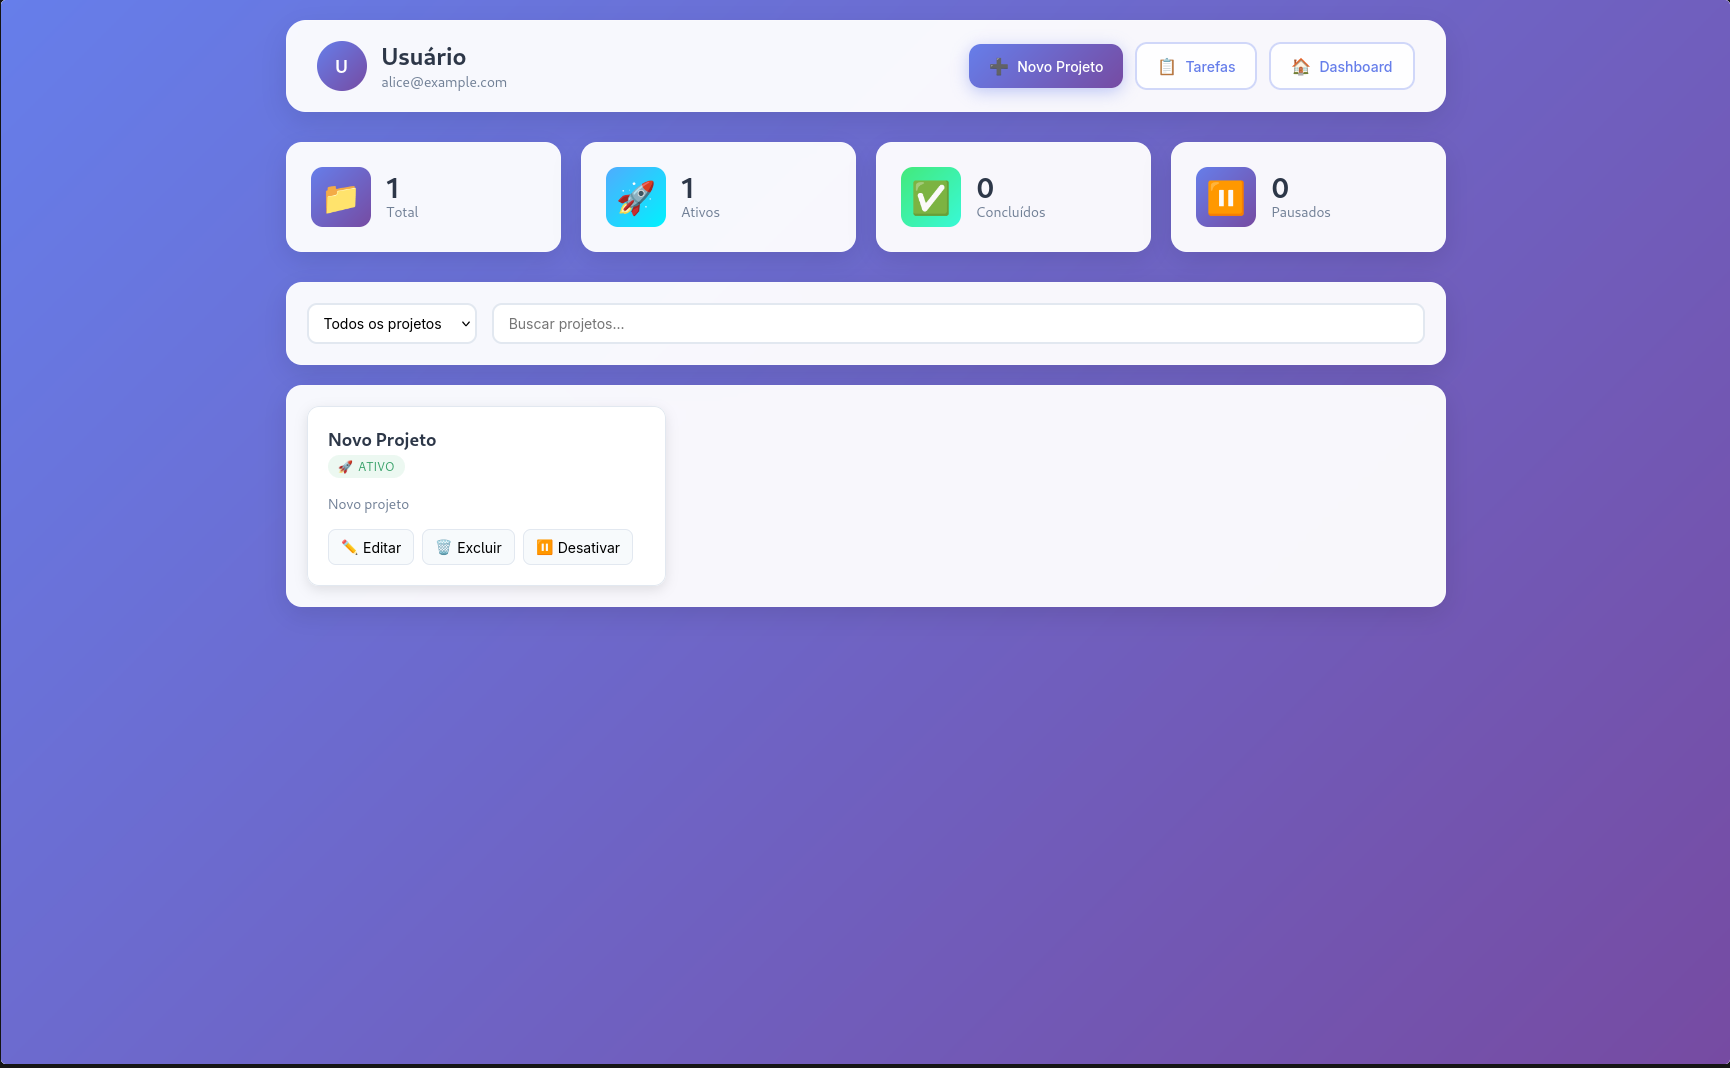 U
Usuário
alice@example.com
➕ Novo Projeto
📋 Tarefas
🏠 Dashboard
1
Total
1
Ativos
0
Concluídos
0
Pausados
Todos os projetos
Buscar projetos...
Novo Projeto
🚀 ATIVO
Novo projeto
✏️ Editar
🗑️ Excluir
⏸️ Desativar